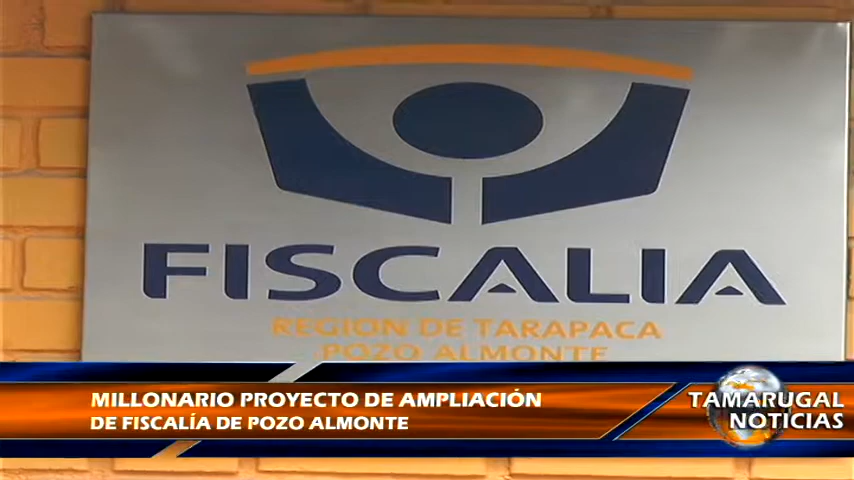 FISCALIA
REGION DE TARAPACA
POZO ALMONTE
MILLONARIO PROYECTO DE AMPLIACIÓN
DE FISCALÍA DE POZO ALMONTE
TAMARUGAL
NOTICIAS